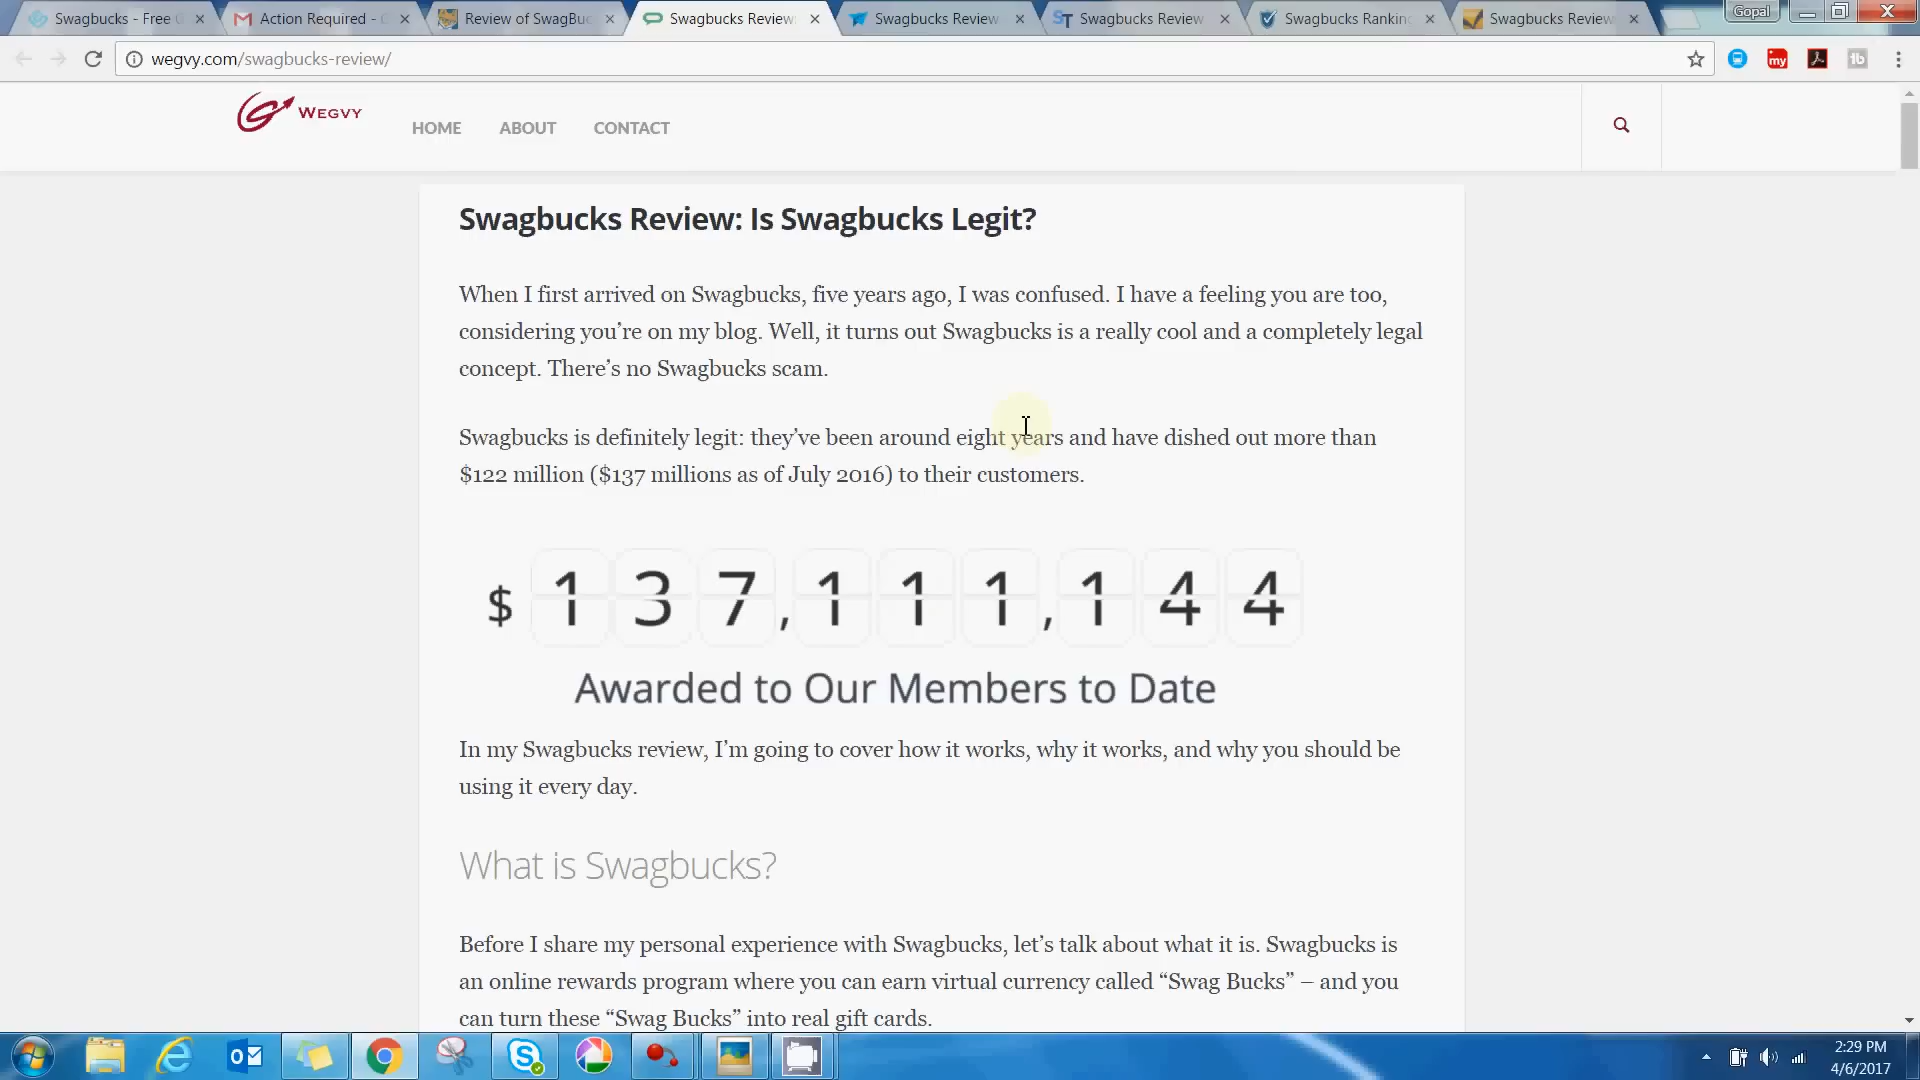 Swagbucks - Free
Action Required -
Review of SwagBuc
Swagbucks Review
Swagbucks Review
Swagbucks Review
Swagbucks Ranking
Swagbucks Review
Gopal
wegvy.com/swagbucks-review/
WEGVY
HOME
ABOUT
CONTACT
Swagbucks Review: Is Swagbucks Legit?
When I first arrived on Swagbucks, five years ago, I was confused. I have a feeling you are too,
considering you’re on my blog. Well, it turns out Swagbucks is a really cool and a completely legal
concept. There’s no Swagbucks scam.
Swagbucks is definitely legit: they’ve been around eight years and have dished out more than
$122 million ($137 millions as of July 2016) to their customers.
$ 137,111,144
Awarded to Our Members to Date
In my Swagbucks review, I’m going to cover how it works, why it works, and why you should be
using it every day.
What is Swagbucks?
Before I share my personal experience with Swagbucks, let’s talk about what it is. Swagbucks is
an online rewards program where you can earn virtual currency called “Swag Bucks” – and you
can turn these “Swag Bucks” into real gift cards.
2:29 PM
4/6/2017